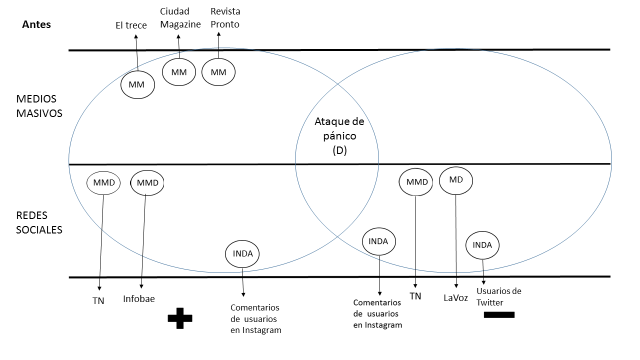 Antes
El trece
Ciudad
Magazine
Revista
Pronto
MM
MM
MM
MEDIOS
MASIVOS
Ataque de
pánico
(D)
MMD
MMD
MMD
MD
REDES
SOCIALES
INDA
INDA
INDA
TN
Infobae
Comentarios
de usuarios
en Instagram
Comentarios
de usuarios
en Instagram
TN
LaVoz
Usuarios de
Twitter